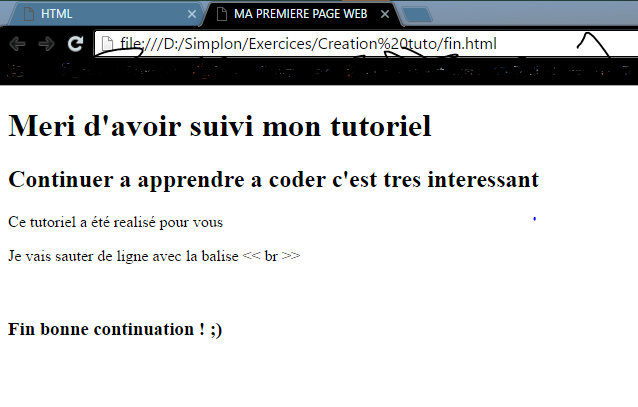 HTML
MA PREMIERE PAGE WEB
file:///D:/Simplon/Exercices/Creation%20tuto/fin.html
Meri d'avoir suivi mon tutoriel
Continuer a apprendre a coder c'est tres interessant
Ce tutoriel a été realisé pour vous
Je vais sauter de ligne avec la balise << br >>
Fin bonne continuation ! ;)